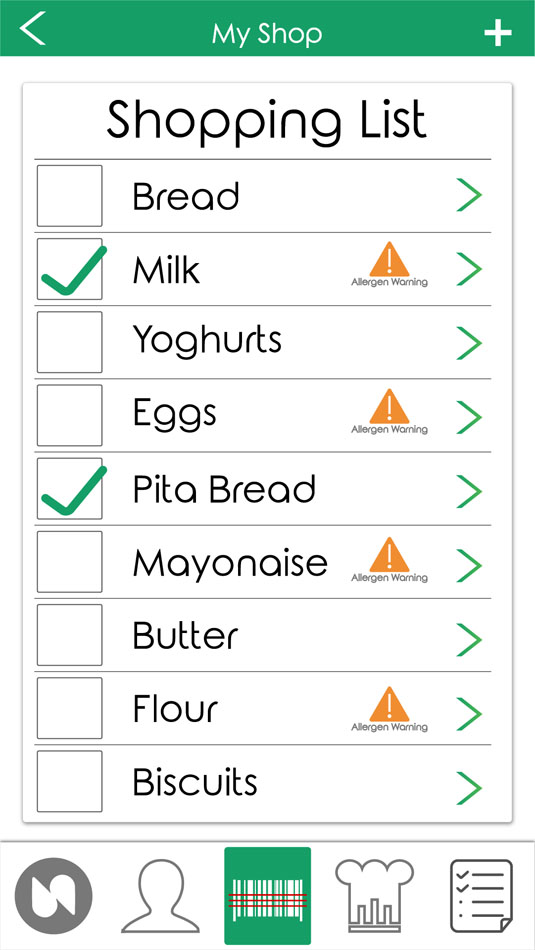 My Shop
Shopping List
Bread
Milk
Allergen Warning
Yoghurts
Eggs
Allergen Warning
Pita Bread
Mayonaise
Allergen Warning
Butter
Flour
Allergen Warning
Biscuits